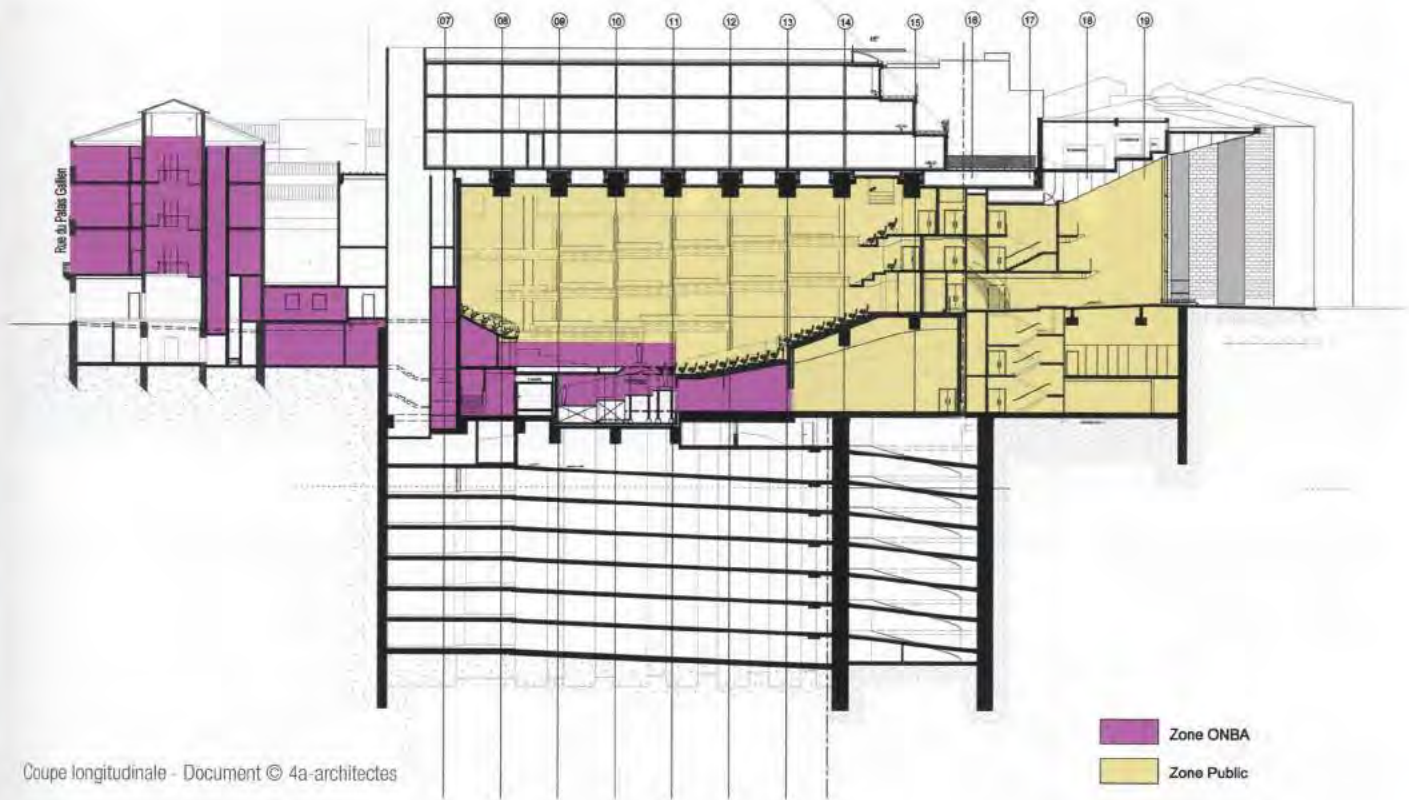 07 08 09 10 11 12 13 14 15 16 17 18 19
45°
Rue du Palais Gallien
Zone ONBA
Zone Public
Coupe longitudinale - Document © 4a-architectes